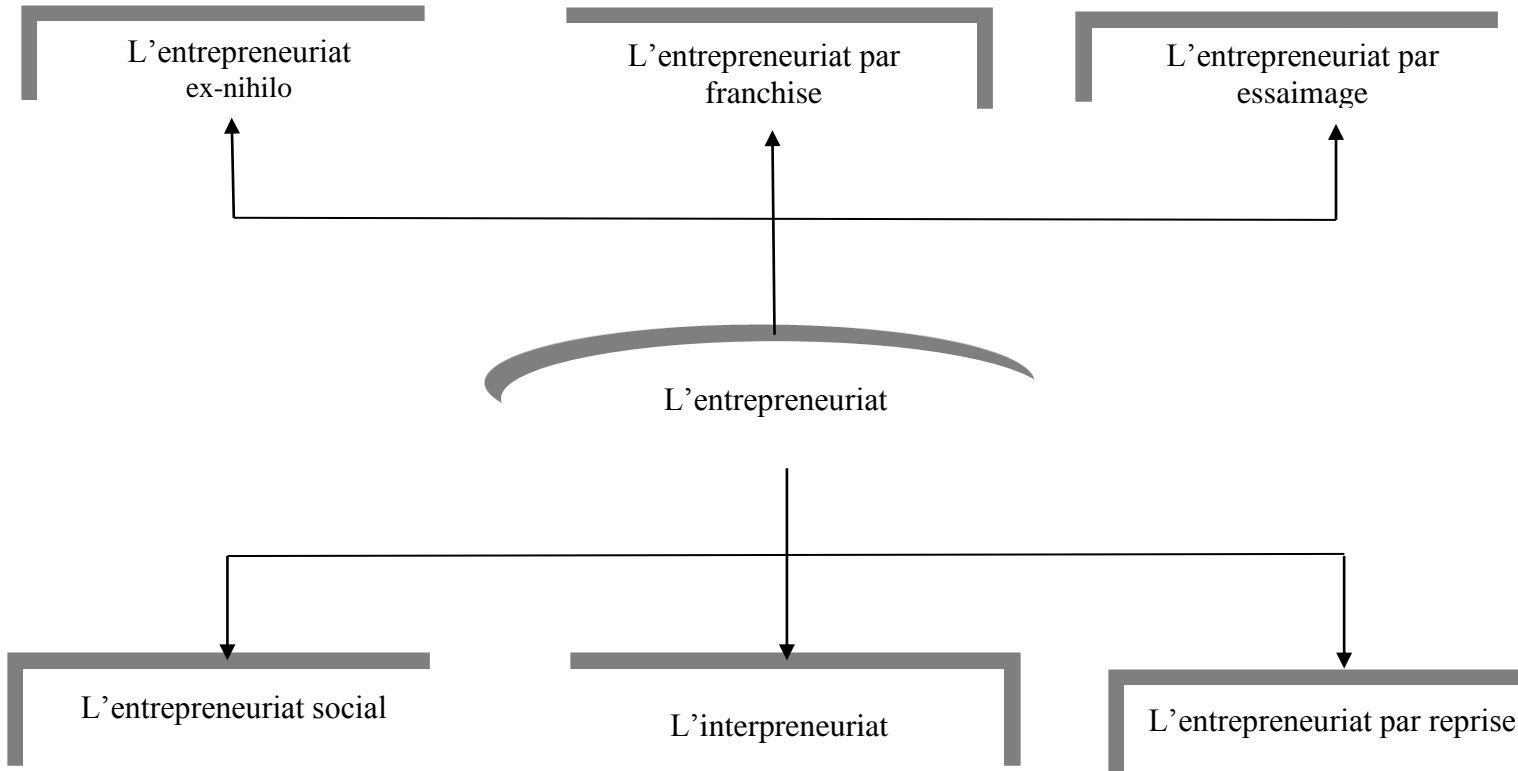 L’entrepreneuriat
ex-nihilo
L’entrepreneuriat par
franchise
L’entrepreneuriat par
essaimage
L’entrepreneuriat
L’entrepreneuriat social
L’interpreneuriat
L’entrepreneuriat par reprise